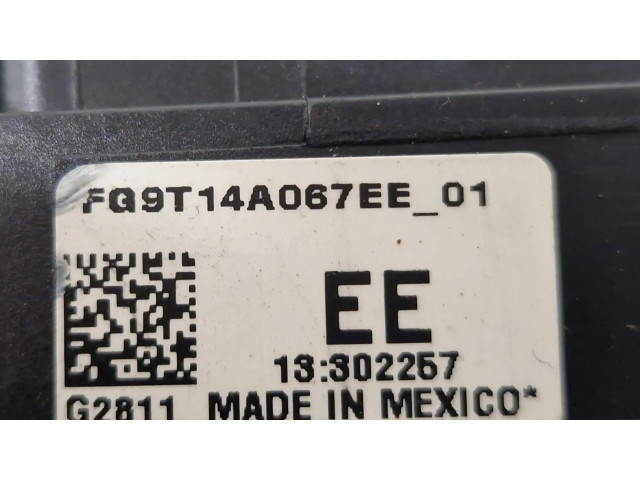 FG9T14A067EE_01
EE
13:302257
G2811 MADE IN MEXICO*